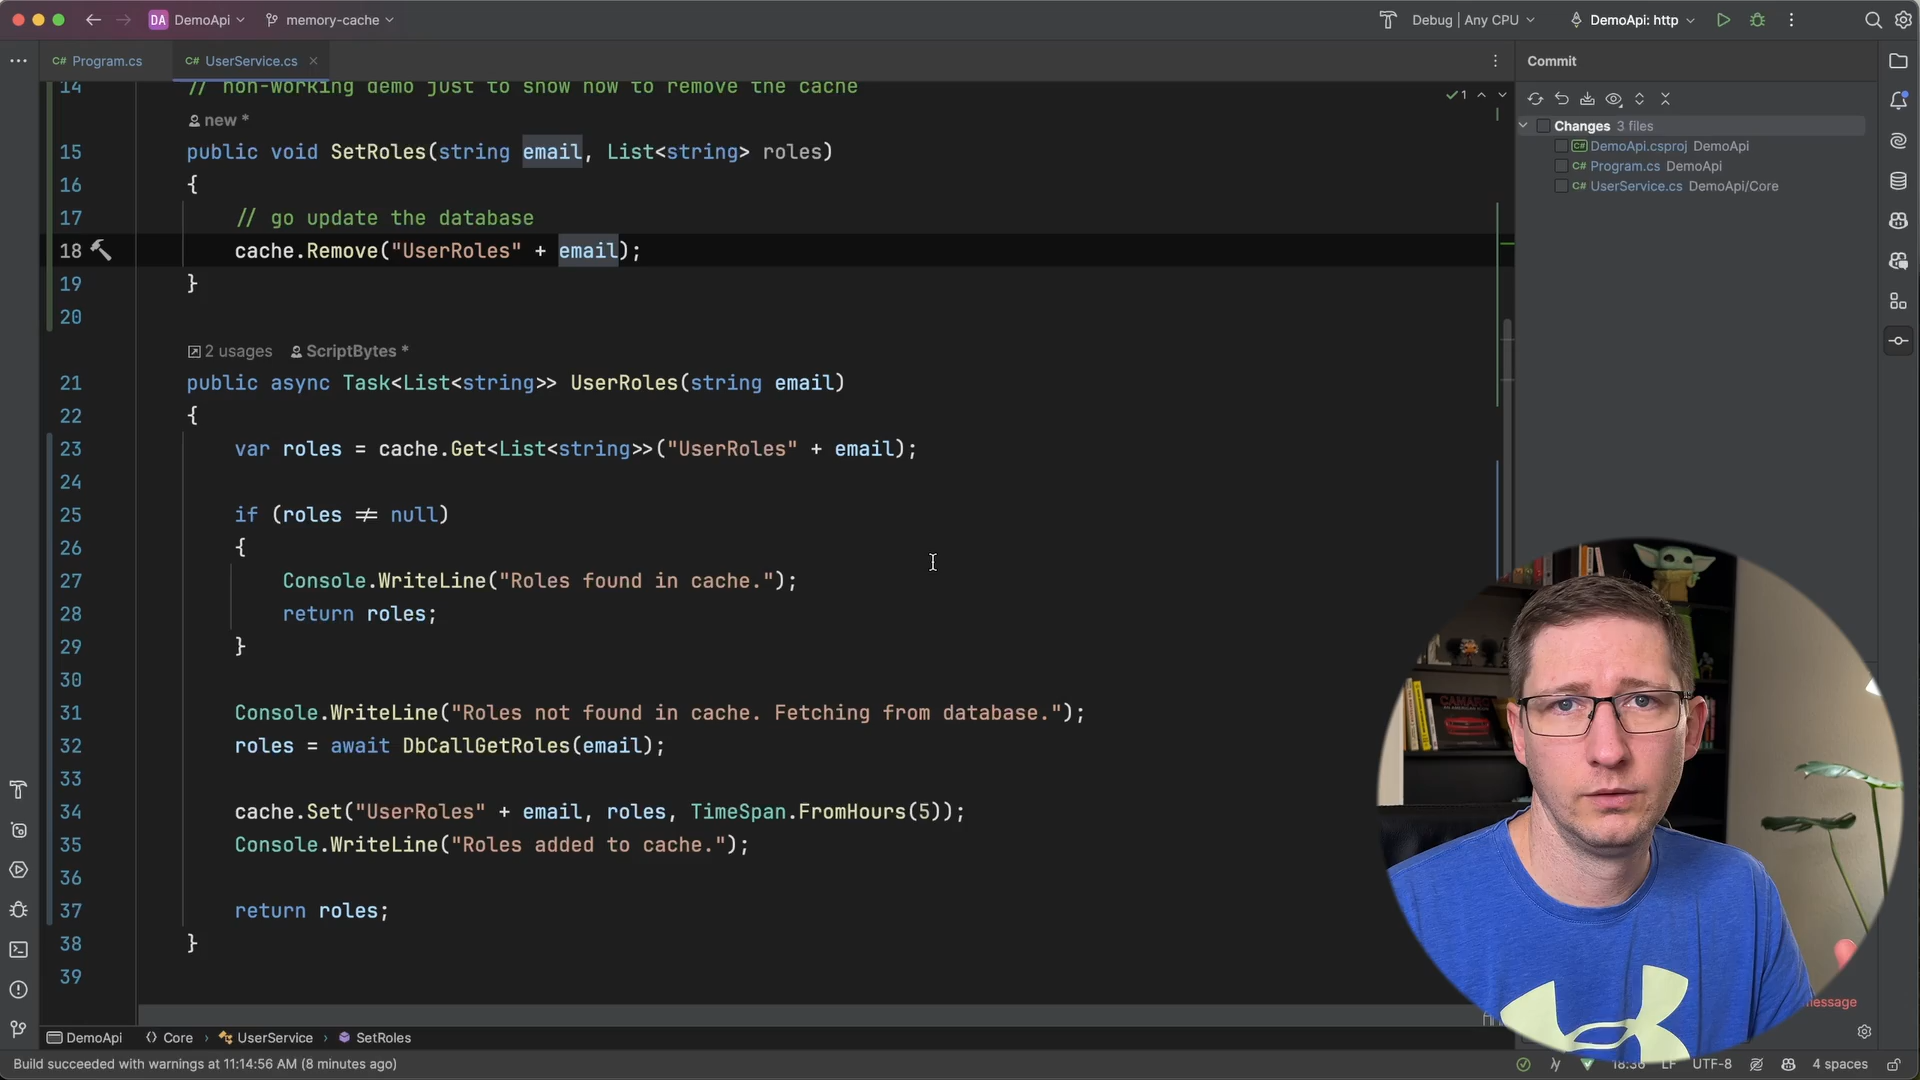 DA DemoApi memory-cache Debug | Any CPU DemoApi: http
C# Program.cs C# UserService.cs Commit
14 // non-working demo just to show how to remove the cache
1
new *
15 public void SetRoles(string email, List<string> roles)
16 {
17 // go update the database
18 cache.Remove("UserRoles" + email);
19 }
20
2 usages ScriptBytes *
21 public async Task<List<string>> UserRoles(string email)
22 {
23 var roles = cache.Get<List<string>>("UserRoles" + email);
24
25 if (roles ≠ null)
26 {
27 Console.WriteLine("Roles found in cache.");
28 return roles;
29 }
30
31 Console.WriteLine("Roles not found in cache. Fetching from database.");
32 roles = await DbCallGetRoles(email);
33
34 cache.Set("UserRoles" + email, roles, TimeSpan.FromHours(5));
35 Console.WriteLine("Roles added to cache.");
36
37 return roles;
38 }
39
Changes 3 files
C# DemoApi.csproj DemoApi
C# Program.cs DemoApi
C# UserService.cs DemoApi/Core
CAMARO
message
DemoApi Core › UserService › SetRoles
Build succeeded with warnings at 11:14:56 AM (8 minutes ago)
18:36 LF UTF-8 4 spaces